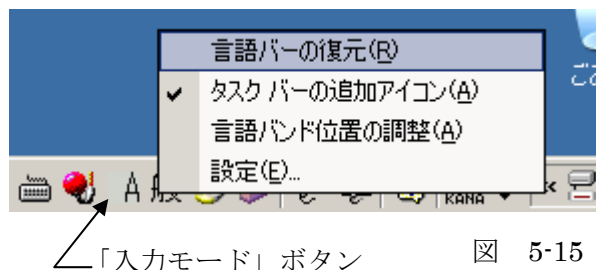 言語バーの復元(R)
✓ タスク バーの追加アイコン(A)
言語バンド位置の調整(A)
設定(E)...
A 般
KANA
「入力モード」ボタン
図 5-15